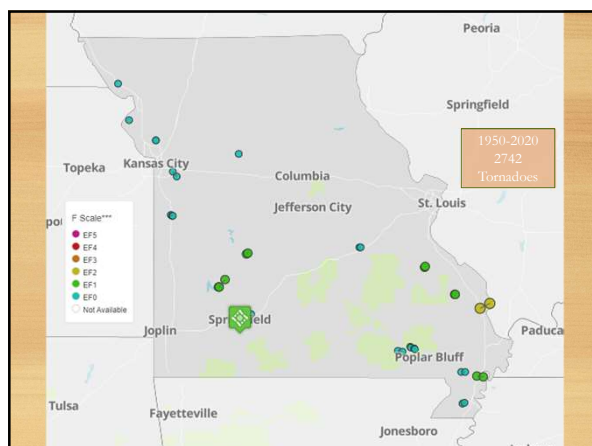 Peoria
Springfield
1950-2020
2742
Tornadoes
Topeka
Kansas City
Columbia
St. Louis
Jefferson City
F Scale***
EF5
EF4
EF3
EF2
EF1
EF0
Not Available
Joplin
Springfield
Poplar Bluff
Paduca
Tulsa
Fayetteville
Jonesboro